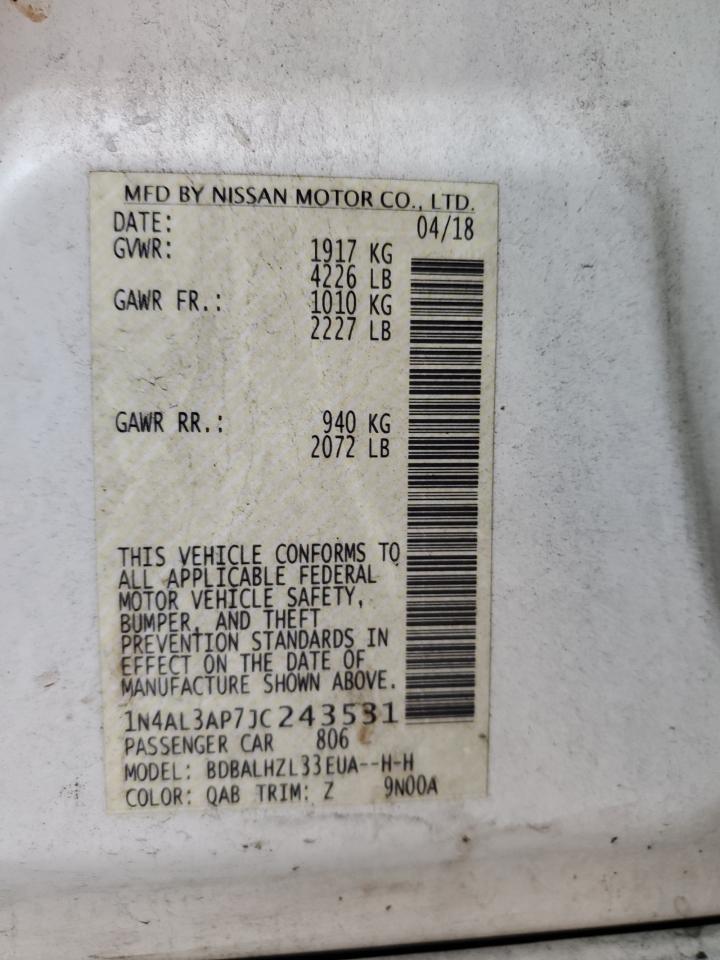 MFD BY NISSAN MOTOR CO., LTD.
DATE: 04/18
GVWR: 1917 KG
4226 LB
GAWR FR.: 1010 KG
2227 LB
GAWR RR.: 940 KG
2072 LB
THIS VEHICLE CONFORMS TO
ALL APPLICABLE FEDERAL
MOTOR VEHICLE SAFETY,
BUMPER, AND THEFT
PREVENTION STANDARDS IN
EFFECT ON THE DATE OF
MANUFACTURE SHOWN ABOVE.
1N4AL3AP7JC243531
PASSENGER CAR 806
MODEL: BDBALHZL33EUA--H-H
COLOR: QAB TRIM: Z 9N00A